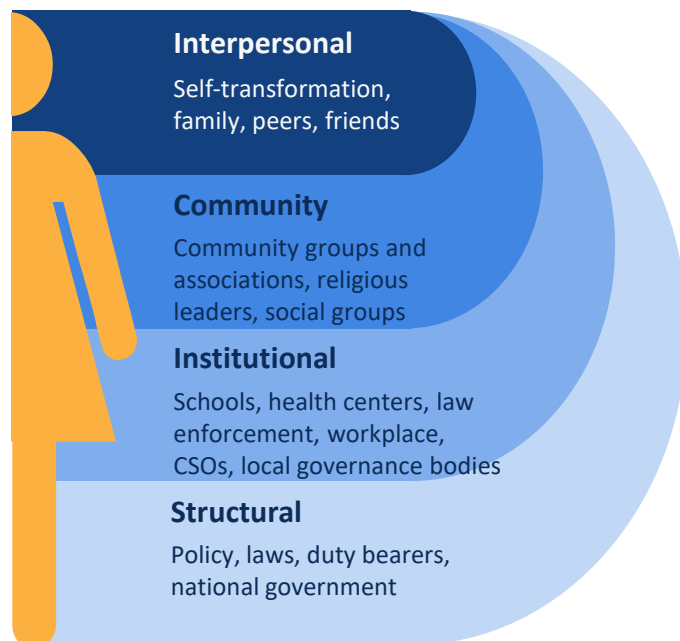 Interpersonal
Self-transformation,
family, peers, friends
Community
Community groups and
associations, religious
leaders, social groups
Institutional
Schools, health centers, law
enforcement, workplace,
CSOs, local governance bodies
Structural
Policy, laws, duty bearers,
national government